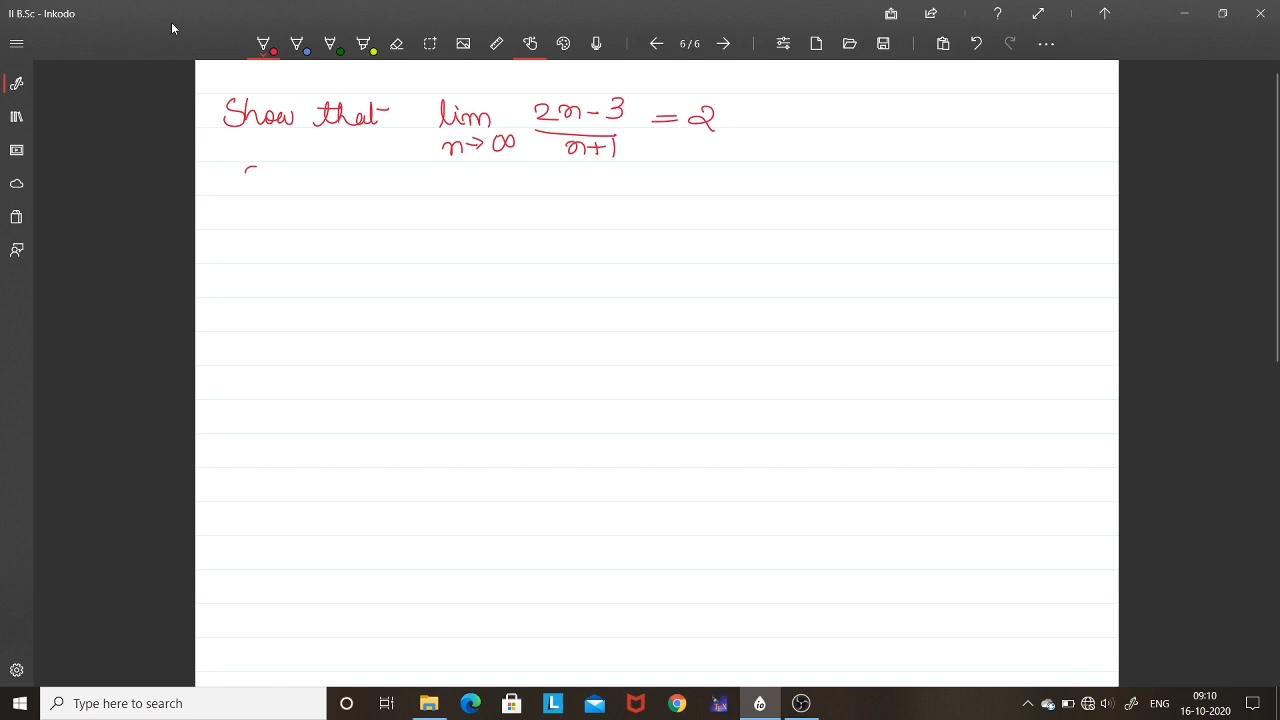 II B.Sc - Inkodo
6/6
Show that lim 2n-3 = 2
n→∞ n+1
Type here to search
09:10
16-10-2020